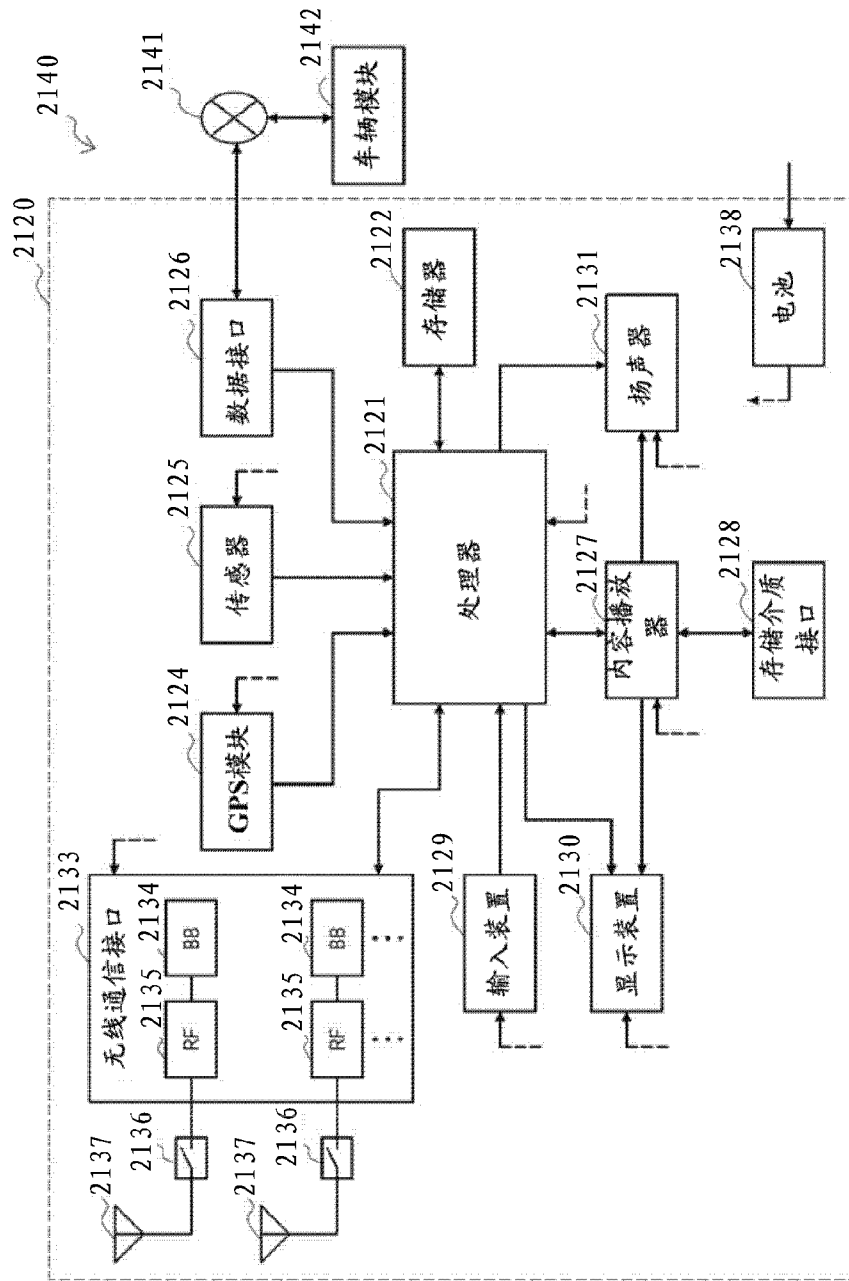 2140
2120
2133
无线通信接口
2137
2136
2135
2134
RF
BB
2137
2136
2135
2134
RF
BB
2124
GPS模块
2125
传感器
2126
数据接口
2141
2142
车辆模块
2121
处理器
2122
存储器
2129
输入装置
2130
显示装置
2127
内容播放
器
2131
扬声器
2128
存储介质
接口
2138
电池